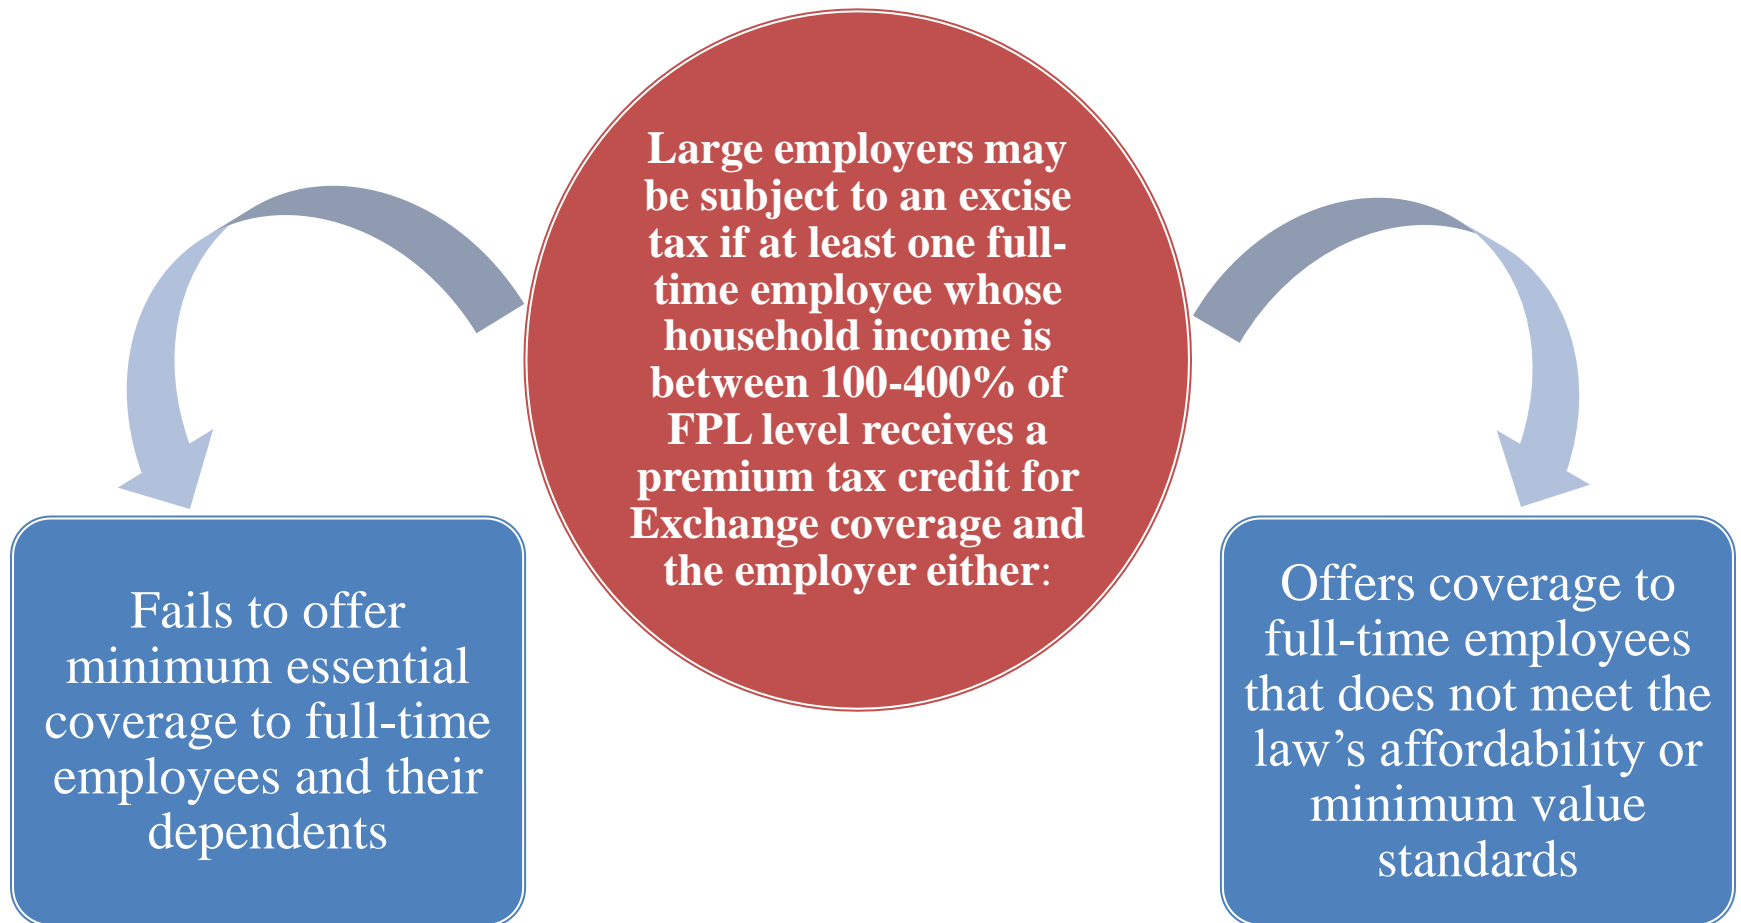 Large employers may
be subject to an excise
tax if at least one full-
time employee whose
household income is
between 100-400% of
FPL level receives a
premium tax credit for
Exchange coverage and
the employer either:
Fails to offer
minimum essential
coverage to full-time
employees and their
dependents
Offers coverage to
full-time employees
that does not meet the
law’s affordability or
minimum value
standards